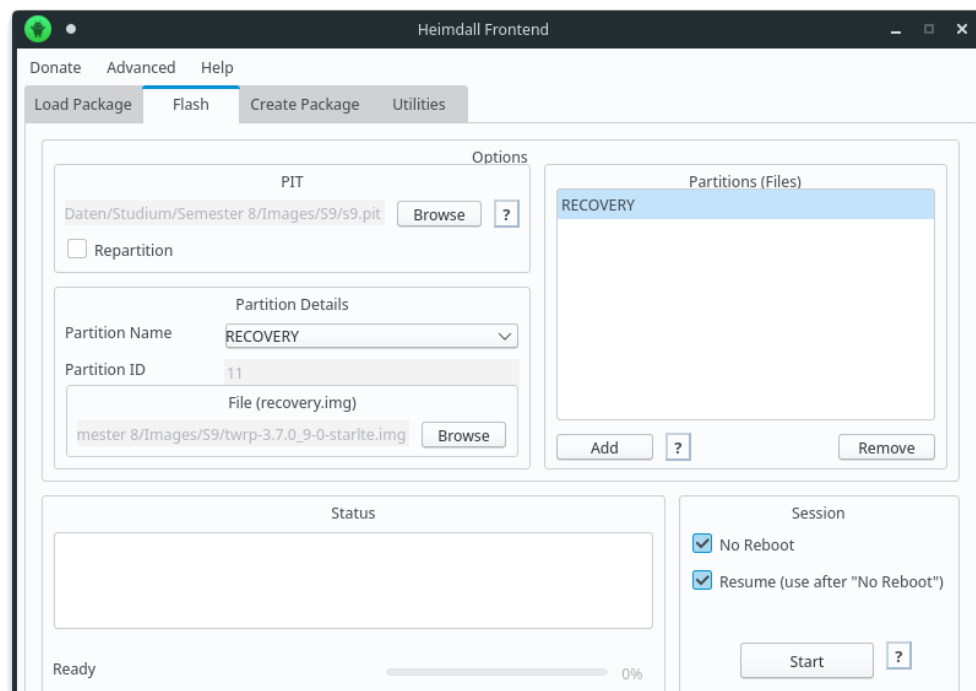 Heimdall Frontend
Donate Advanced Help
Load Package Flash Create Package Utilities
Options
PIT
Daten/Studium/Semester 8/Images/S9/s9.pit Browse ?
Repartition
Partition Details
Partition Name RECOVERY
Partition ID 11
File (recovery.img)
mester 8/Images/S9/twrp-3.7.0_9-0-starlte.img Browse
Partitions (Files)
RECOVERY
Add ? Remove
Status
Ready 0%
Session
No Reboot
Resume (use after "No Reboot")
Start ?